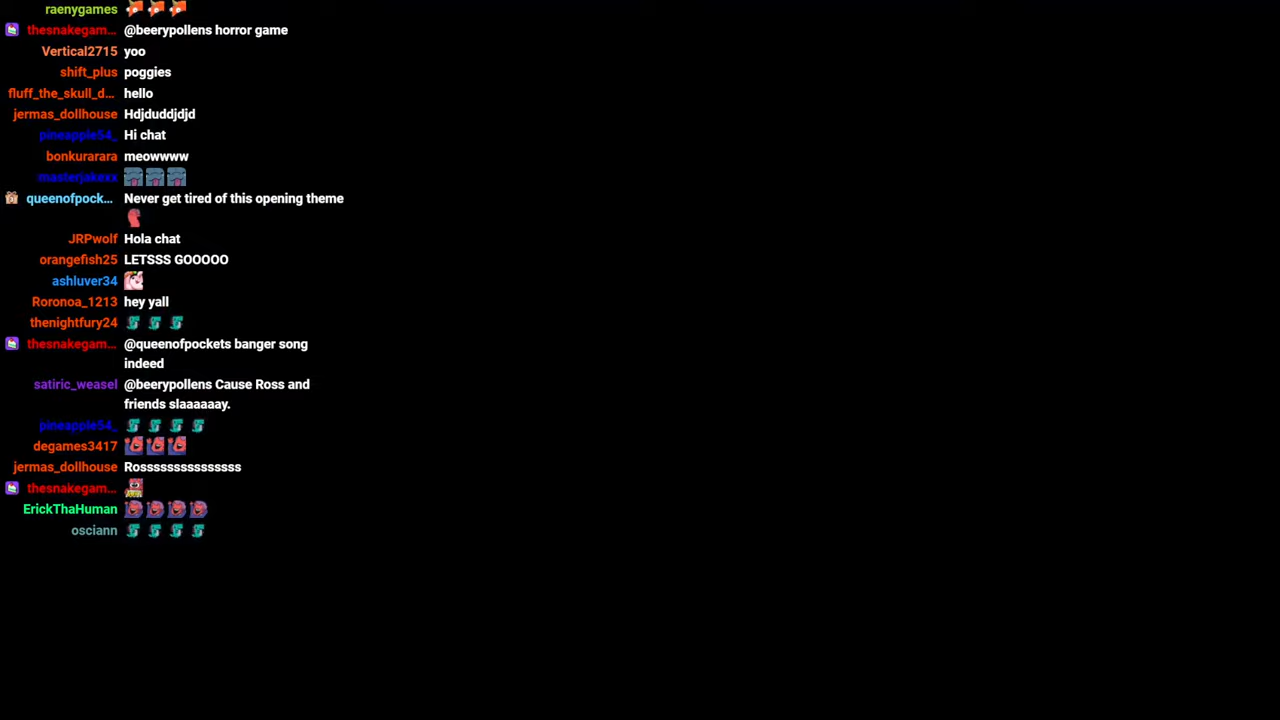 raenygames
thesnakegam... @beerypollens horror game
Vertical2715 yoo
shift_plus poggies
fluff_the_skull_d... hello
jermas_dollhouse Hdjduddjdjd
pineapple54_ Hi chat
bonkurarara meowwww
masterjakexx
queenofpock... Never get tired of this opening theme
JRPwolf Hola chat
orangefish25 LETSSS GOOOOO
ashluver34
Roronoa_1213 hey yall
thenightfury24
thesnakegam... @queenofpockets banger song
indeed
satiric_weasel @beerypollens Cause Ross and
friends slaaaaaay.
pineapple54_
degames3417
jermas_dollhouse Rosssssssssssssss
thesnakegam...
ErickThaHuman
osciann